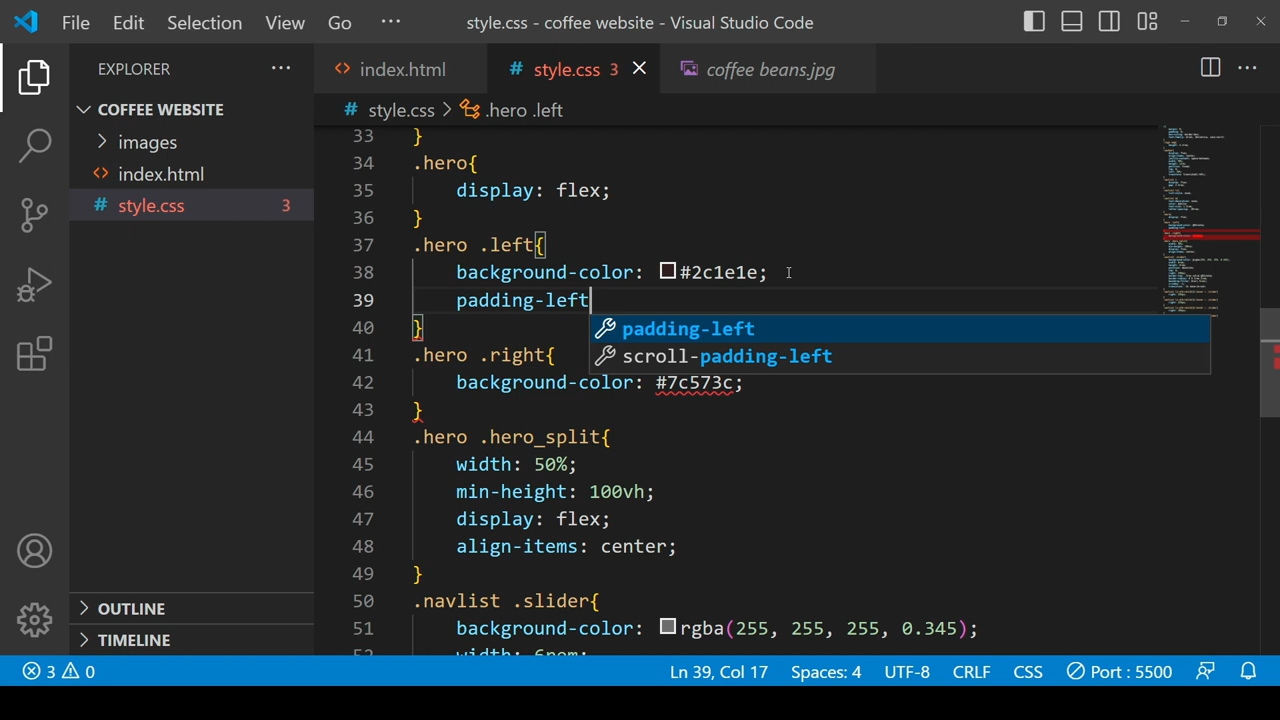 File Edit Selection View Go ··· style.css - coffee website - Visual Studio Code
EXPLORER ···
index.html
# style.css 3
coffee beans.jpg
···
COFFEE WEBSITE
images
index.html
# style.css 3
OUTLINE
TIMELINE
# style.css > .hero .left
33 }
34 .hero{
35 display: flex;
36 }
37 .hero .left{
38 background-color: #2c1e1e;
39 padding-left
40 }
41 .hero .right{
42 background-color: #7c573c;
43 }
44 .hero .hero_split{
45 width: 50%;
46 min-height: 100vh;
47 display: flex;
48 align-items: center;
49 }
50 .navlist .slider{
51 background-color: rgba(255, 255, 255, 0.345);
52 width: 6rem;
padding-left
scroll-padding-left
3 0 Ln 39, Col 17 Spaces: 4 UTF-8 CRLF CSS Port : 5500